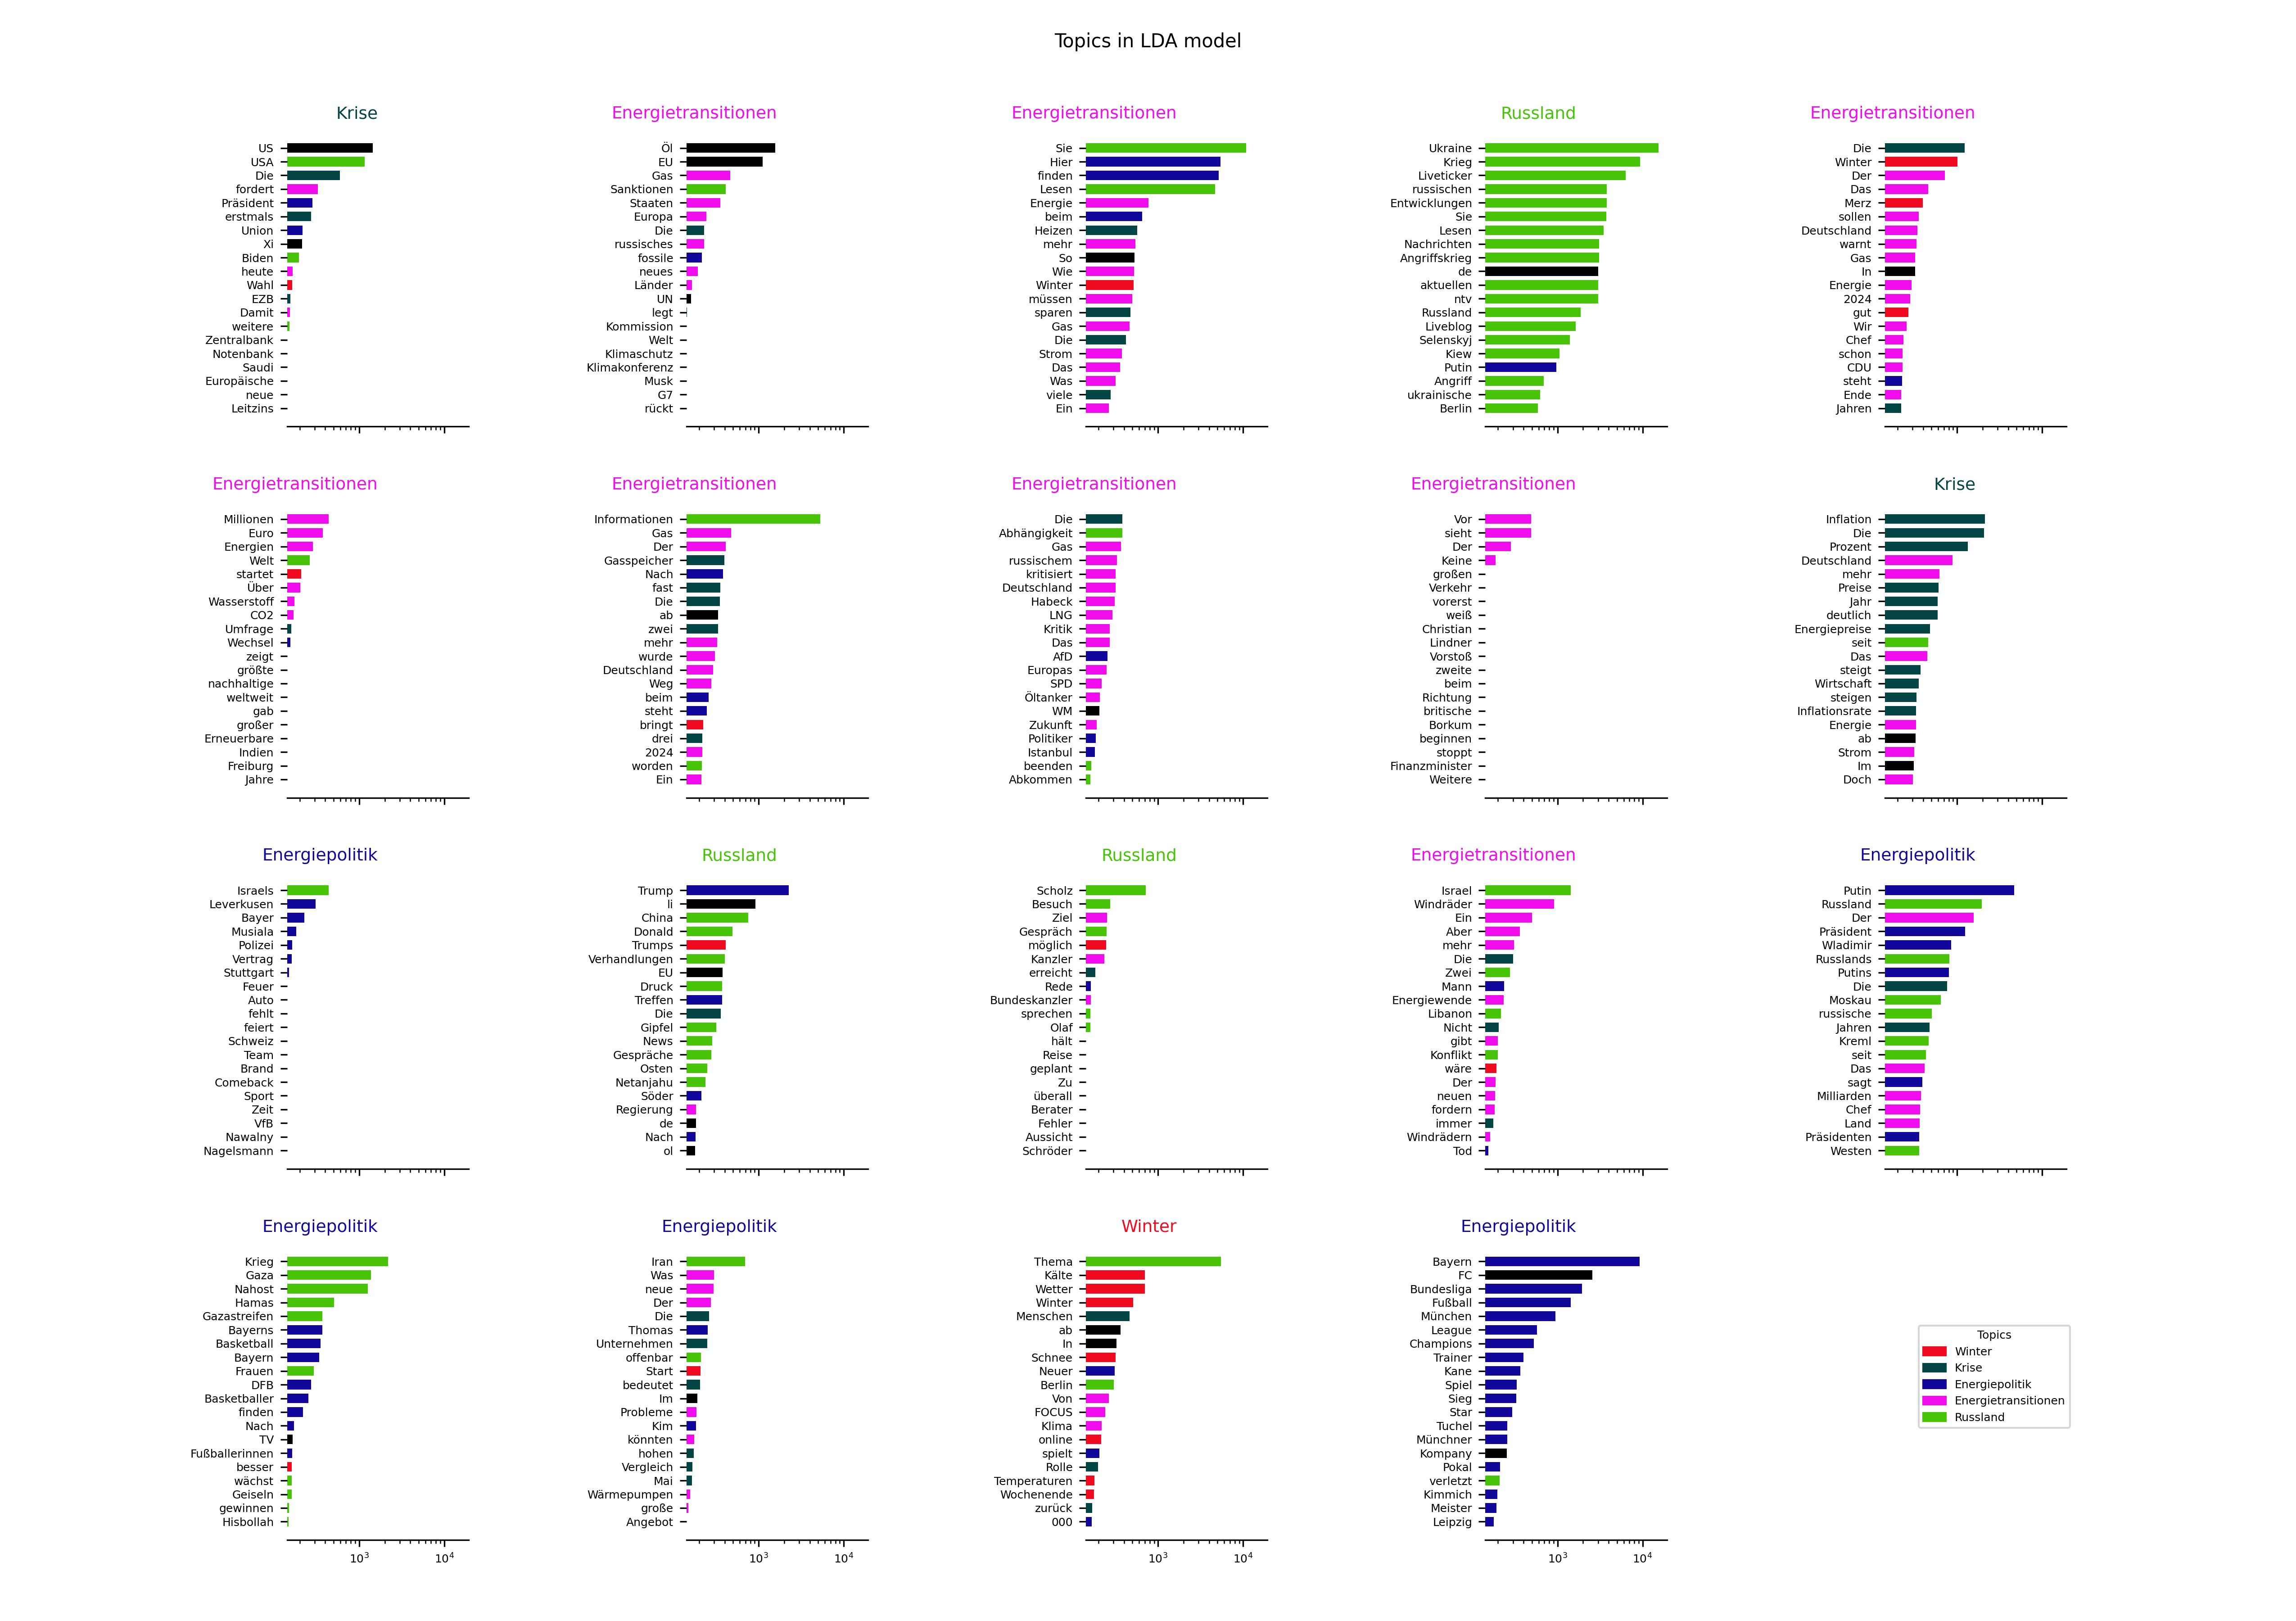 Topics in LDA model
Krise
US
USA
Die
fordert
Präsident
erstmals
Union
Xi
Biden
heute
Wahl
EZB
Damit
weitere
Zentralbank
Notenbank
Saudi
Europäische
neue
Leitzins
Energietransitionen
Öl
EU
Gas
Sanktionen
Staaten
Europa
Die
russisches
fossile
neues
Länder
UN
legt
Kommission
Welt
Klimaschutz
Klimakonferenz
Musk
G7
rückt
Energietransitionen
Sie
Hier
finden
Lesen
Energie
beim
Heizen
mehr
So
Wie
Winter
müssen
sparen
Gas
Die
Strom
Das
Was
viele
Ein
Russland
Ukraine
Krieg
Liveticker
russischen
Entwicklungen
Sie
Lesen
Nachrichten
Angriffskrieg
de
aktuellen
ntv
Russland
Liveblog
Selenskyj
Kiew
Putin
Angriff
ukrainische
Berlin
Energietransitionen
Die
Winter
Der
Das
Merz
sollen
Deutschland
warnt
Gas
In
Energie
2024
gut
Wir
Chef
schon
CDU
steht
Ende
Jahren
Energietransitionen
Millionen
Euro
Energien
Welt
startet
Über
Wasserstoff
CO2
Umfrage
Wechsel
zeigt
größte
nachhaltige
weltweit
gab
großer
Erneuerbare
Indien
Freiburg
Jahre
Energietransitionen
Informationen
Gas
Der
Gasspeicher
Nach
fast
Die
ab
zwei
mehr
wurde
Deutschland
Weg
beim
steht
bringt
drei
2024
worden
Ein
Energietransitionen
Die
Abhängigkeit
Gas
russischem
kritisiert
Deutschland
Habeck
LNG
Kritik
Das
AfD
Europas
SPD
Öltanker
WM
Zukunft
Politiker
Istanbul
beenden
Abkommen
Energietransitionen
Vor
sieht
Der
Keine
großen
Verkehr
vorerst
weiß
Christian
Lindner
Vorstoß
zweite
beim
Richtung
britische
Borkum
beginnen
stoppt
Finanzminister
Weitere
Krise
Inflation
Die
Prozent
Deutschland
mehr
Preise
Jahr
deutlich
Energiepreise
seit
Das
steigt
Wirtschaft
steigen
Inflationsrate
Energie
ab
Strom
Im
Doch
Energiepolitik
Israels
Leverkusen
Bayer
Musiala
Polizei
Vertrag
Stuttgart
Feuer
Auto
fehlt
feiert
Schweiz
Team
Brand
Comeback
Sport
Zeit
VfB
Nawalny
Nagelsmann
Russland
Trump
li
China
Donald
Trumps
Verhandlungen
EU
Druck
Treffen
Die
Gipfel
News
Gespräche
Osten
Netanjahu
Söder
Regierung
de
Nach
ol
Russland
Scholz
Besuch
Ziel
Gespräch
möglich
Kanzler
erreicht
Rede
Bundeskanzler
sprechen
Olaf
hält
Reise
geplant
Zu
überall
Berater
Fehler
Aussicht
Schröder
Energietransitionen
Israel
Windräder
Ein
Aber
mehr
Die
Zwei
Mann
Energiewende
Libanon
Nicht
gibt
Konflikt
wäre
Der
neuen
fordern
immer
Windrädern
Tod
Energiepolitik
Putin
Russland
Der
Präsident
Wladimir
Russlands
Putins
Die
Moskau
russische
Jahren
Kreml
seit
Das
sagt
Milliarden
Chef
Land
Präsidenten
Westen
Energiepolitik
Krieg
Gaza
Nahost
Hamas
Gazastreifen
Bayerns
Basketball
Bayern
Frauen
DFB
Basketballer
finden
Nach
TV
Fußballerinnen
besser
wächst
Geiseln
gewinnen
Hisbollah
10³ 10⁴
Energiepolitik
Iran
Was
neue
Der
Die
Thomas
Unternehmen
offenbar
Start
bedeutet
Im
Probleme
Kim
könnten
hohen
Vergleich
Mai
Wärmepumpen
große
Angebot
10³ 10⁴
Winter
Thema
Kälte
Wetter
Winter
Menschen
ab
In
Schnee
Neuer
Berlin
Von
FOCUS
Klima
online
spielt
Rolle
Temperaturen
Wochenende
zurück
000
10³ 10⁴
Energiepolitik
Bayern
FC
Bundesliga
Fußball
München
League
Champions
Trainer
Kane
Spiel
Sieg
Star
Tuchel
Münchner
Kompany
Pokal
verletzt
Kimmich
Meister
Leipzig
10³ 10⁴
Topics
Winter
Krise
Energiepolitik
Energietransitionen
Russland